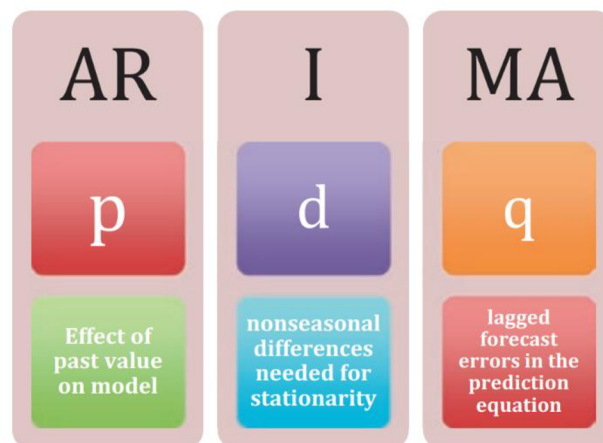 AR
p
Effect of
past value
on model
I
d
nonseasonal
differences
needed for
stationarity
MA
q
lagged
forecast
errors in the
prediction
equation